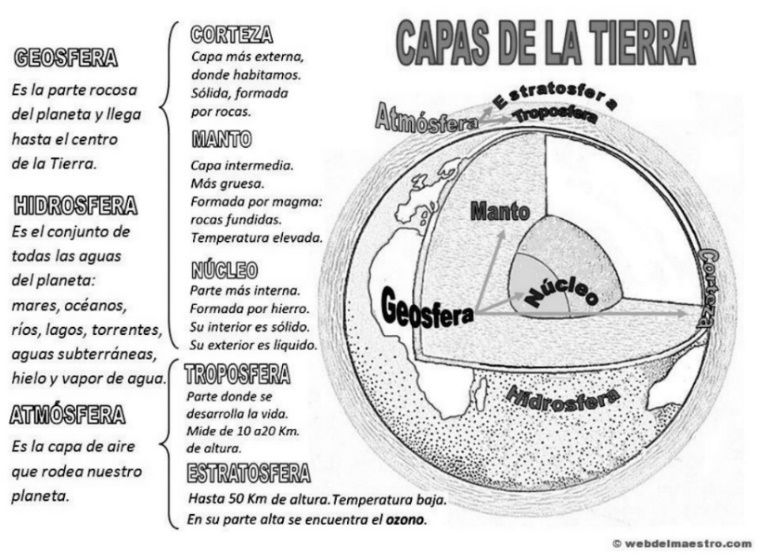 CAPAS DE LA TIERRA
GEOSFERA
Es la parte rocosa
del planeta y llega
hasta el centro
de la Tierra.
CORTEZA
Capa más externa,
donde habitamos.
Sólida, formada
por rocas.
MANTO
Capa intermedia.
Más gruesa.
Formada por magma:
rocas fundidas.
Temperatura elevada.
NÚCLEO
Parte más interna.
Formada por hierro.
Su interior es sólido.
Su exterior es líquido.
HIDROSFERA
Es el conjunto de
todas las aguas
del planeta:
mares, océanos,
ríos, lagos, torrentes,
aguas subterráneas,
hielo y vapor de agua.
ATMÓSFERA
Es la capa de aire
que rodea nuestro
planeta.
TROPOSFERA
Parte donde se
desarrolla la vida.
Mide de 10 a20 Km.
de altura.
ESTRATOSFERA
Hasta 50 Km de altura.Temperatura baja.
En su parte alta se encuentra el ozono.
Atmósfera
Estratosfera
Troposfera
Manto
Núcleo
Geosfera
Corteza
Hidrosfera
© webdelmaestro.com